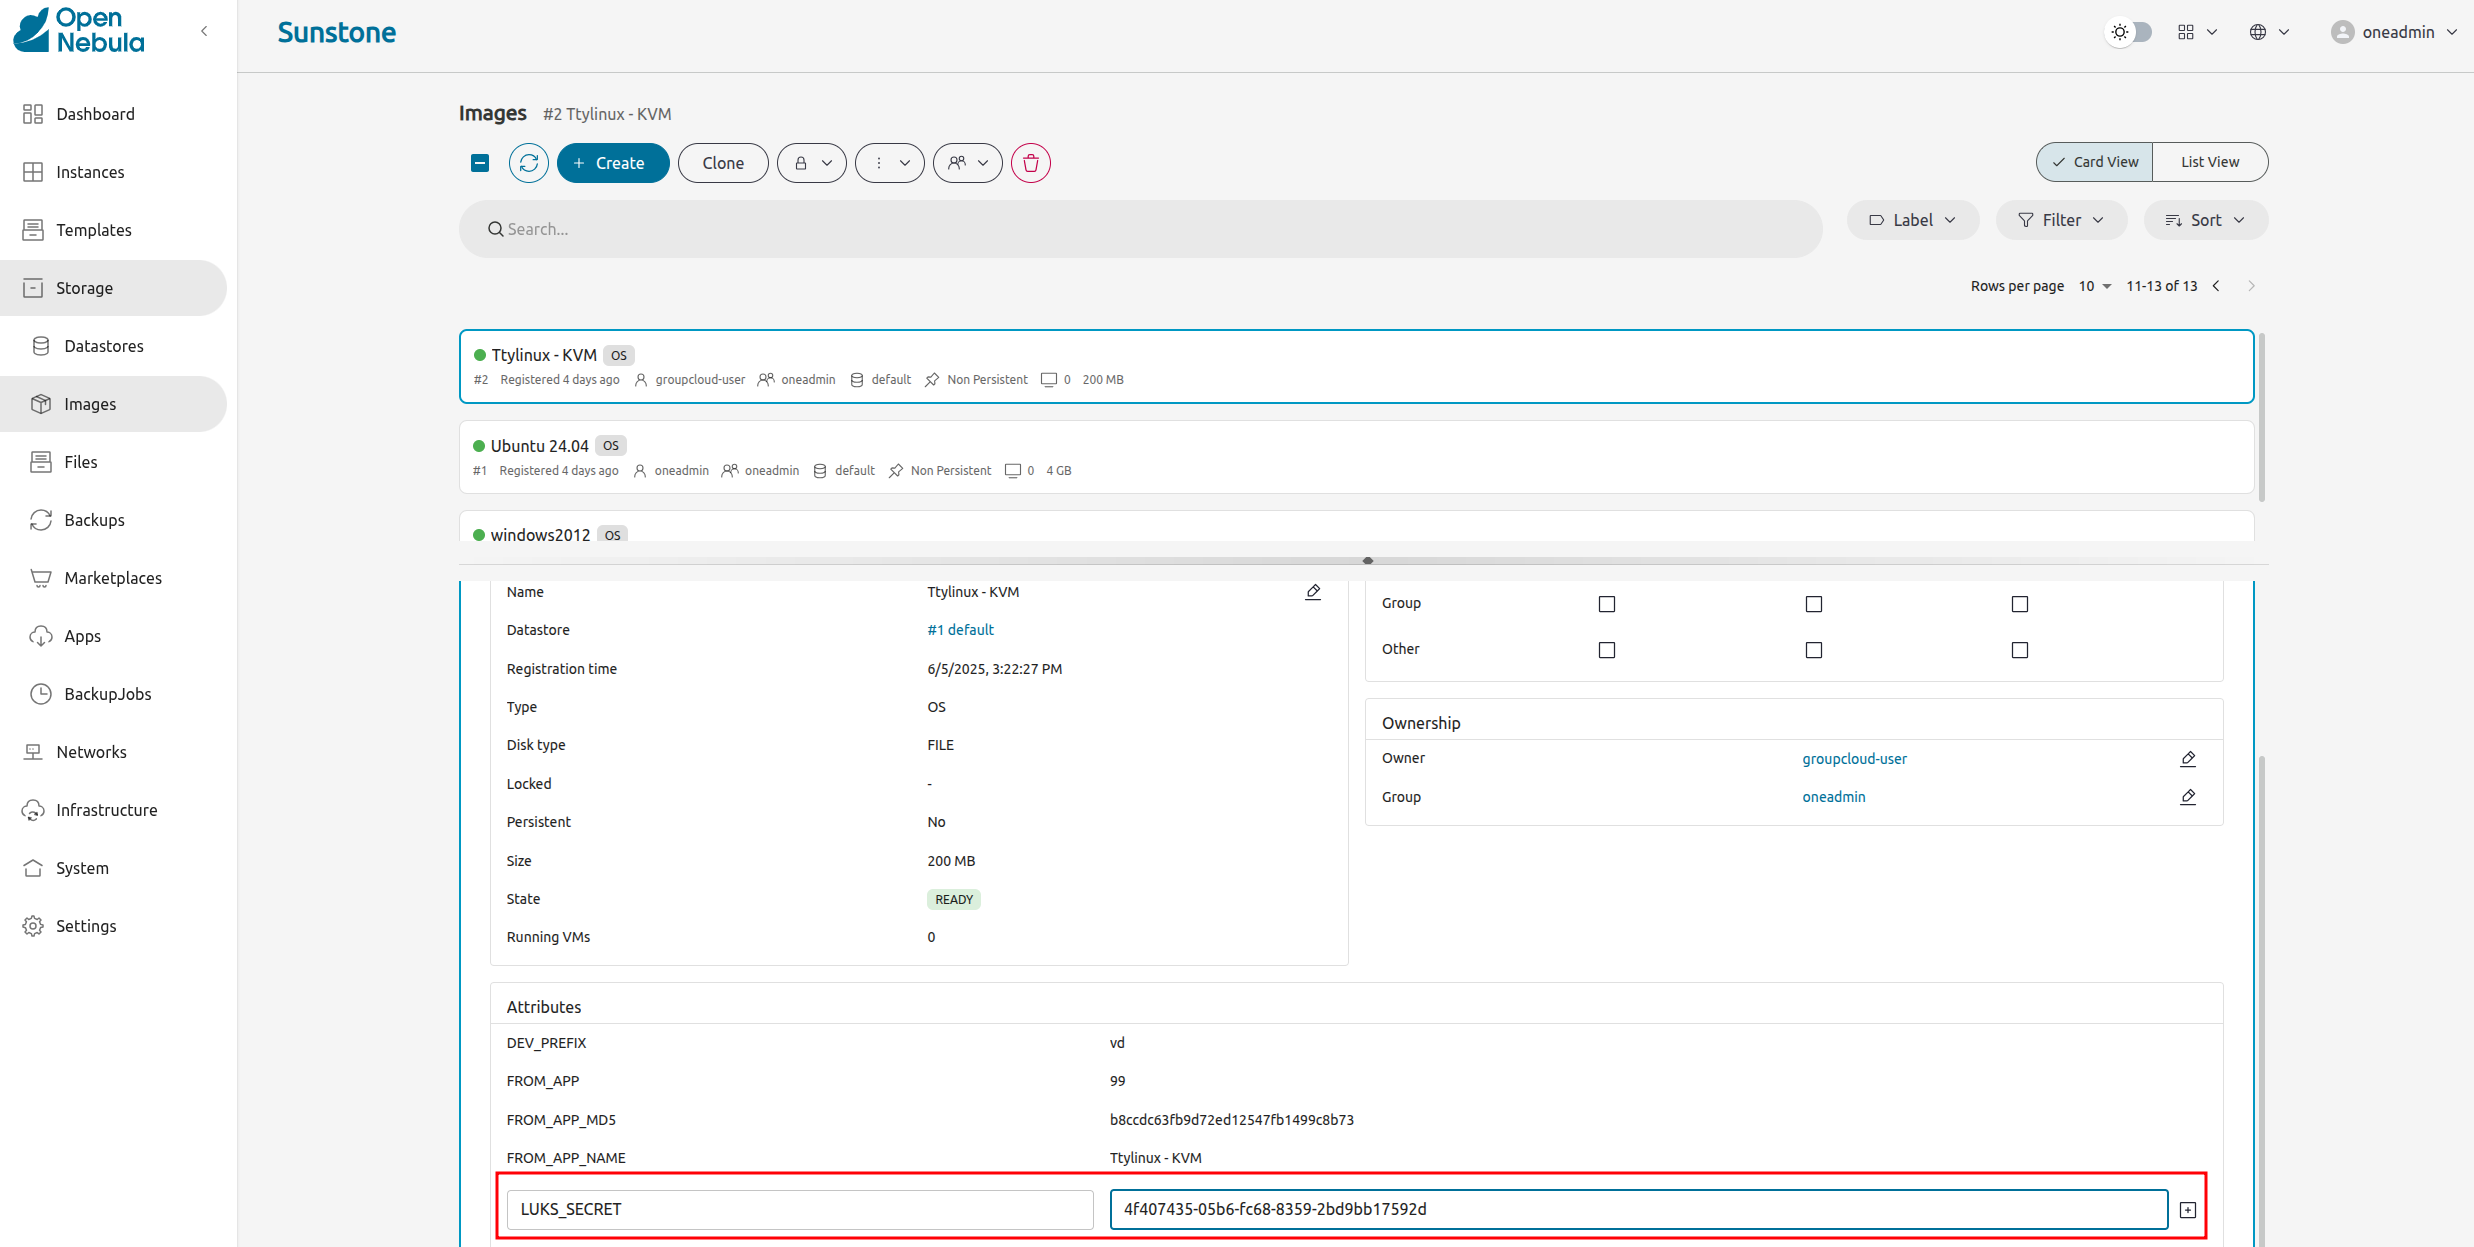 Open
Nebula
Sunstone
oneadmin
Dashboard
Instances
Templates
Storage
Datastores
Images
Files
Backups
Marketplaces
Apps
BackupJobs
Networks
Infrastructure
System
Settings
Images #2 Ttylinux - KVM
+ Create Clone Card View List View
Search... Label Filter Sort
Rows per page 10 11-13 of 13
Ttylinux - KVM OS
#2 Registered 4 days ago groupcloud-user oneadmin default Non Persistent 0 200 MB
Ubuntu 24.04 OS
#1 Registered 4 days ago oneadmin oneadmin default Non Persistent 0 4 GB
windows2012 OS
Name Ttylinux - KVM
Datastore #1 default
Registration time 6/5/2025, 3:22:27 PM
Type OS
Disk type FILE
Locked -
Persistent No
Size 200 MB
State READY
Running VMs 0
Group
Other
Ownership
Owner groupcloud-user
Group oneadmin
Attributes
DEV_PREFIX vd
FROM_APP 99
FROM_APP_MD5 b8ccdc63fb9d72ed12547fb1499c8b73
FROM_APP_NAME Ttylinux - KVM
LUKS_SECRET 4f407435-05b6-fc68-8359-2bd9bb17592d